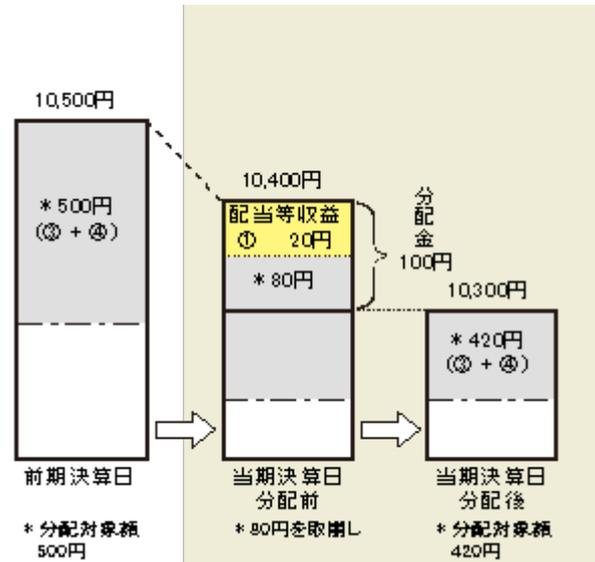 10,500円
*500円
(③ + ④)
前期決算日
*分配対象額
500円
10,400円
配当等収益
① 20円
*80円
分配金
100円
当期決算日
分配前
*80円を取崩し
10,300円
*420円
(③ + ④)
当期決算日
分配後
*分配対象額
420円